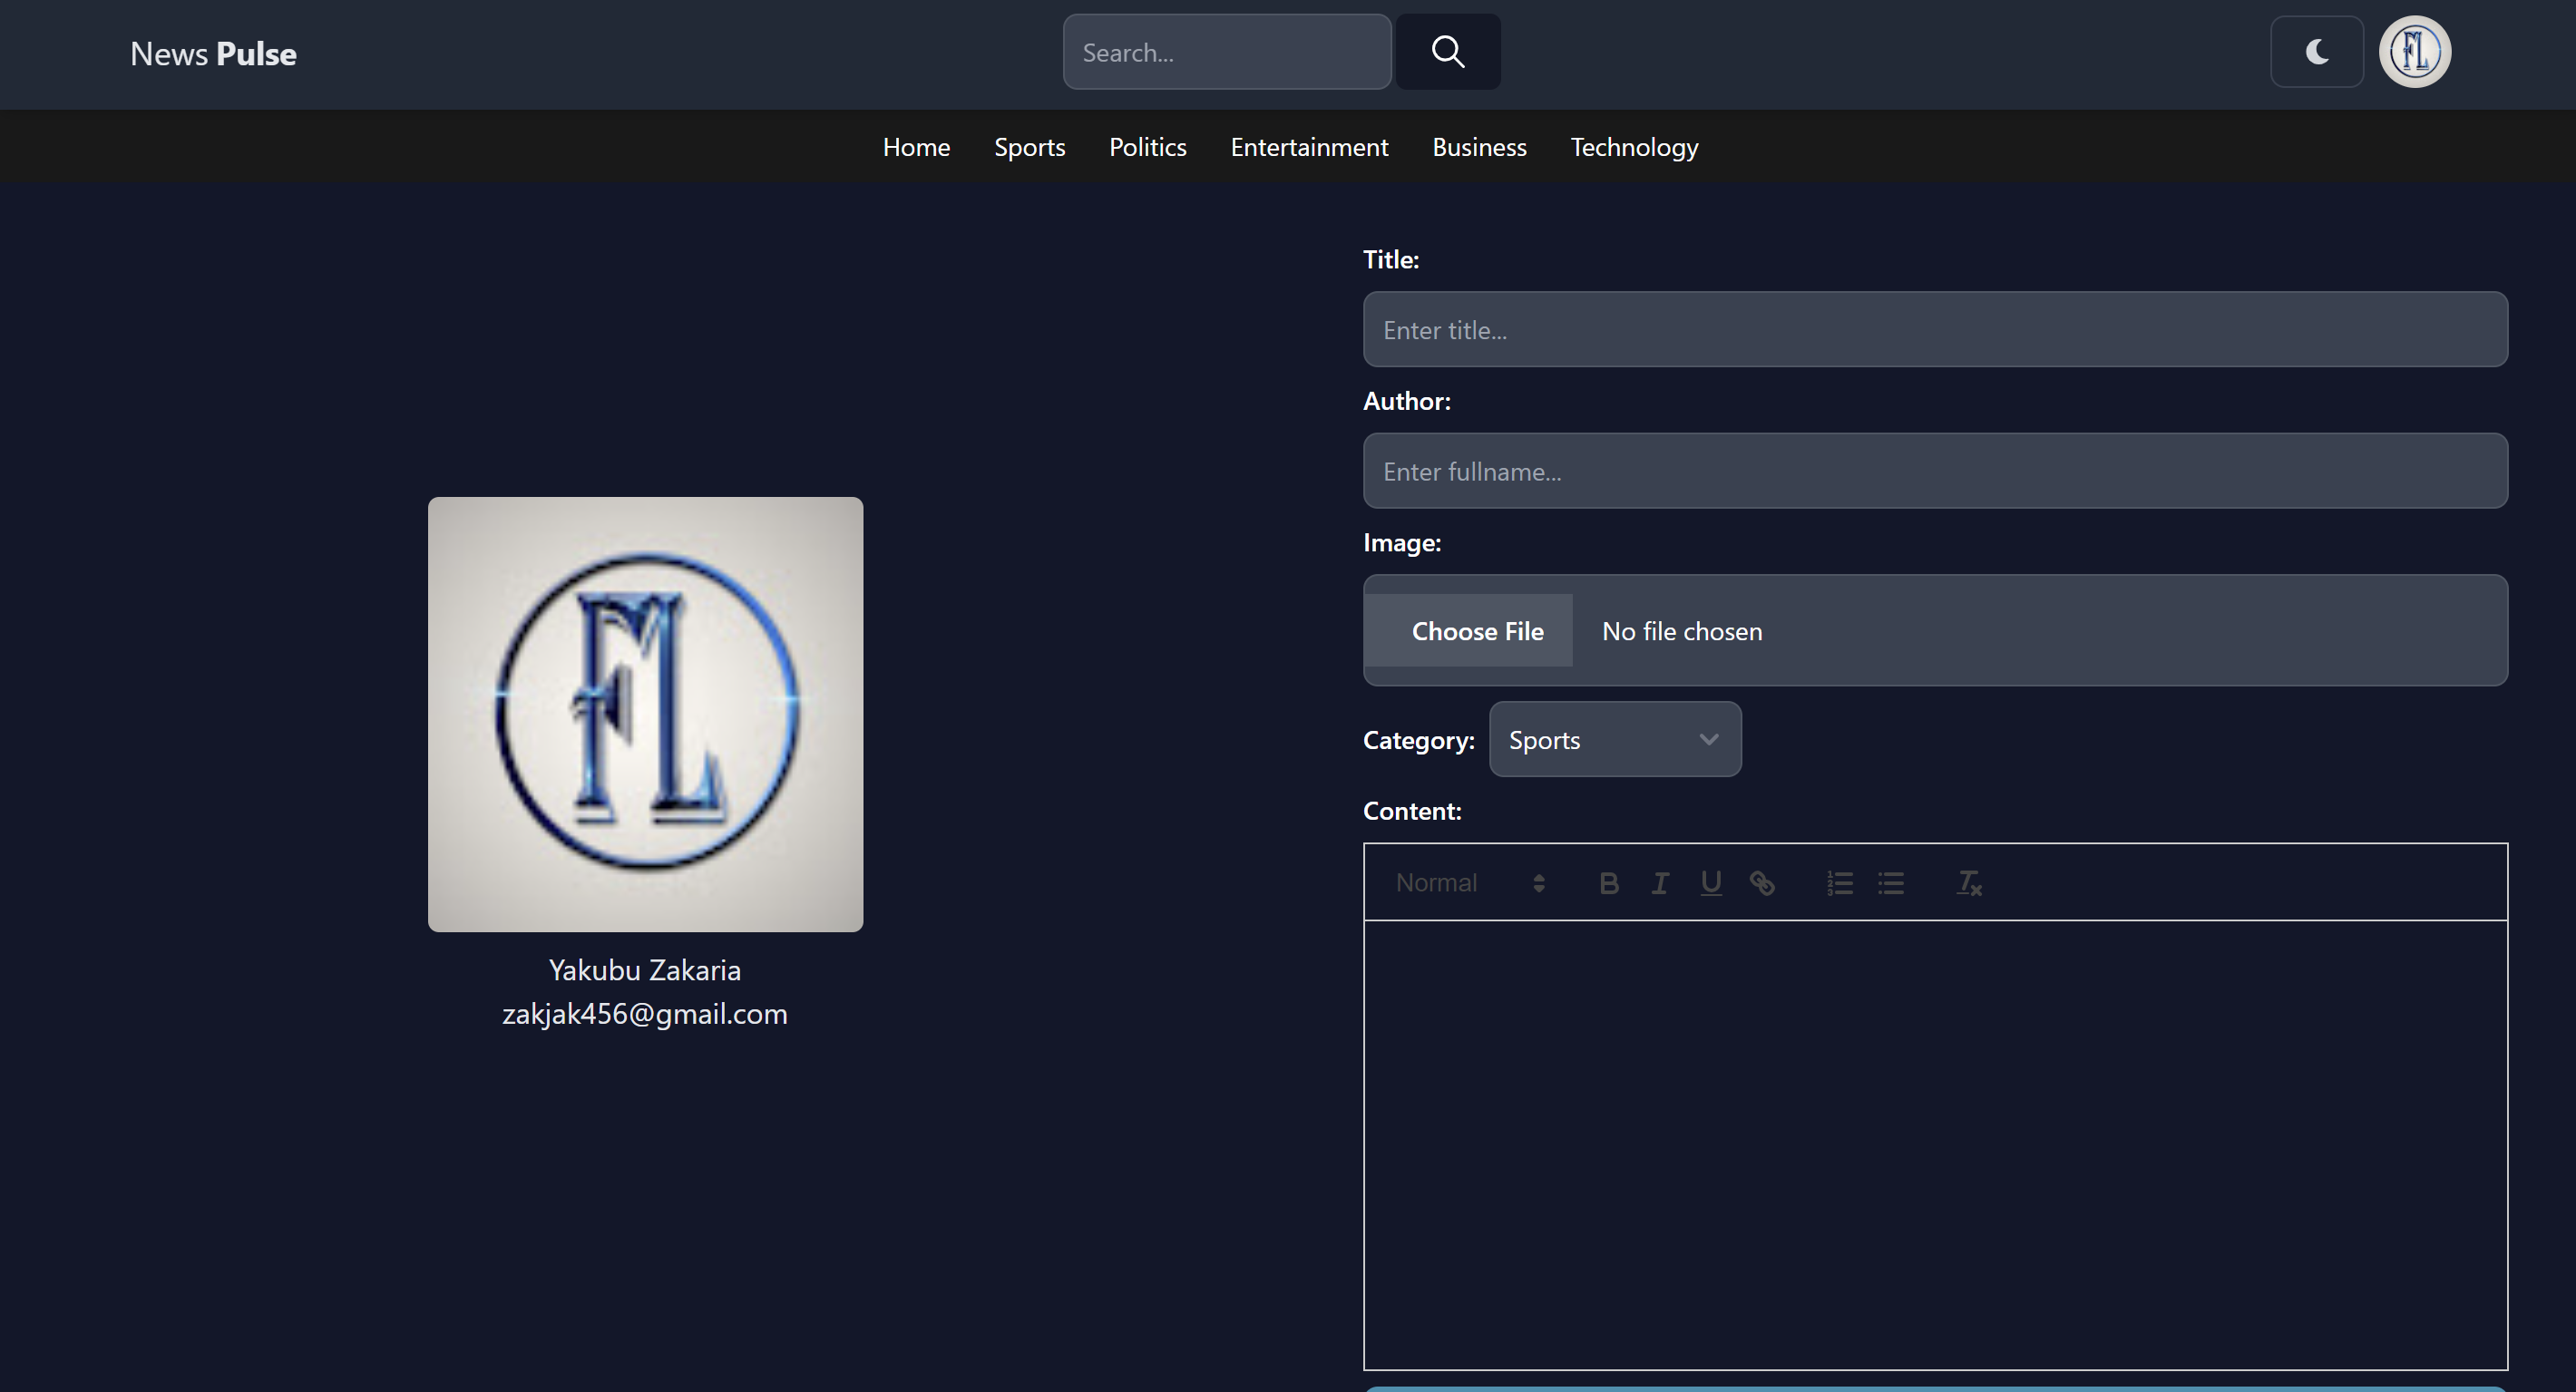 News Pulse
Search...
Home Sports Politics Entertainment Business Technology
FL
Yakubu Zakaria
zakjak456@gmail.com
Title:
Enter title...
Author:
Enter fullname...
Image:
Choose File No file chosen
Category: Sports
Content:
Normal